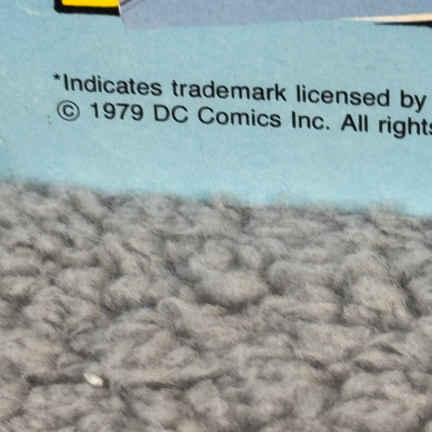 *Indicates trademark licensed by
© 1979 DC Comics Inc. All rights